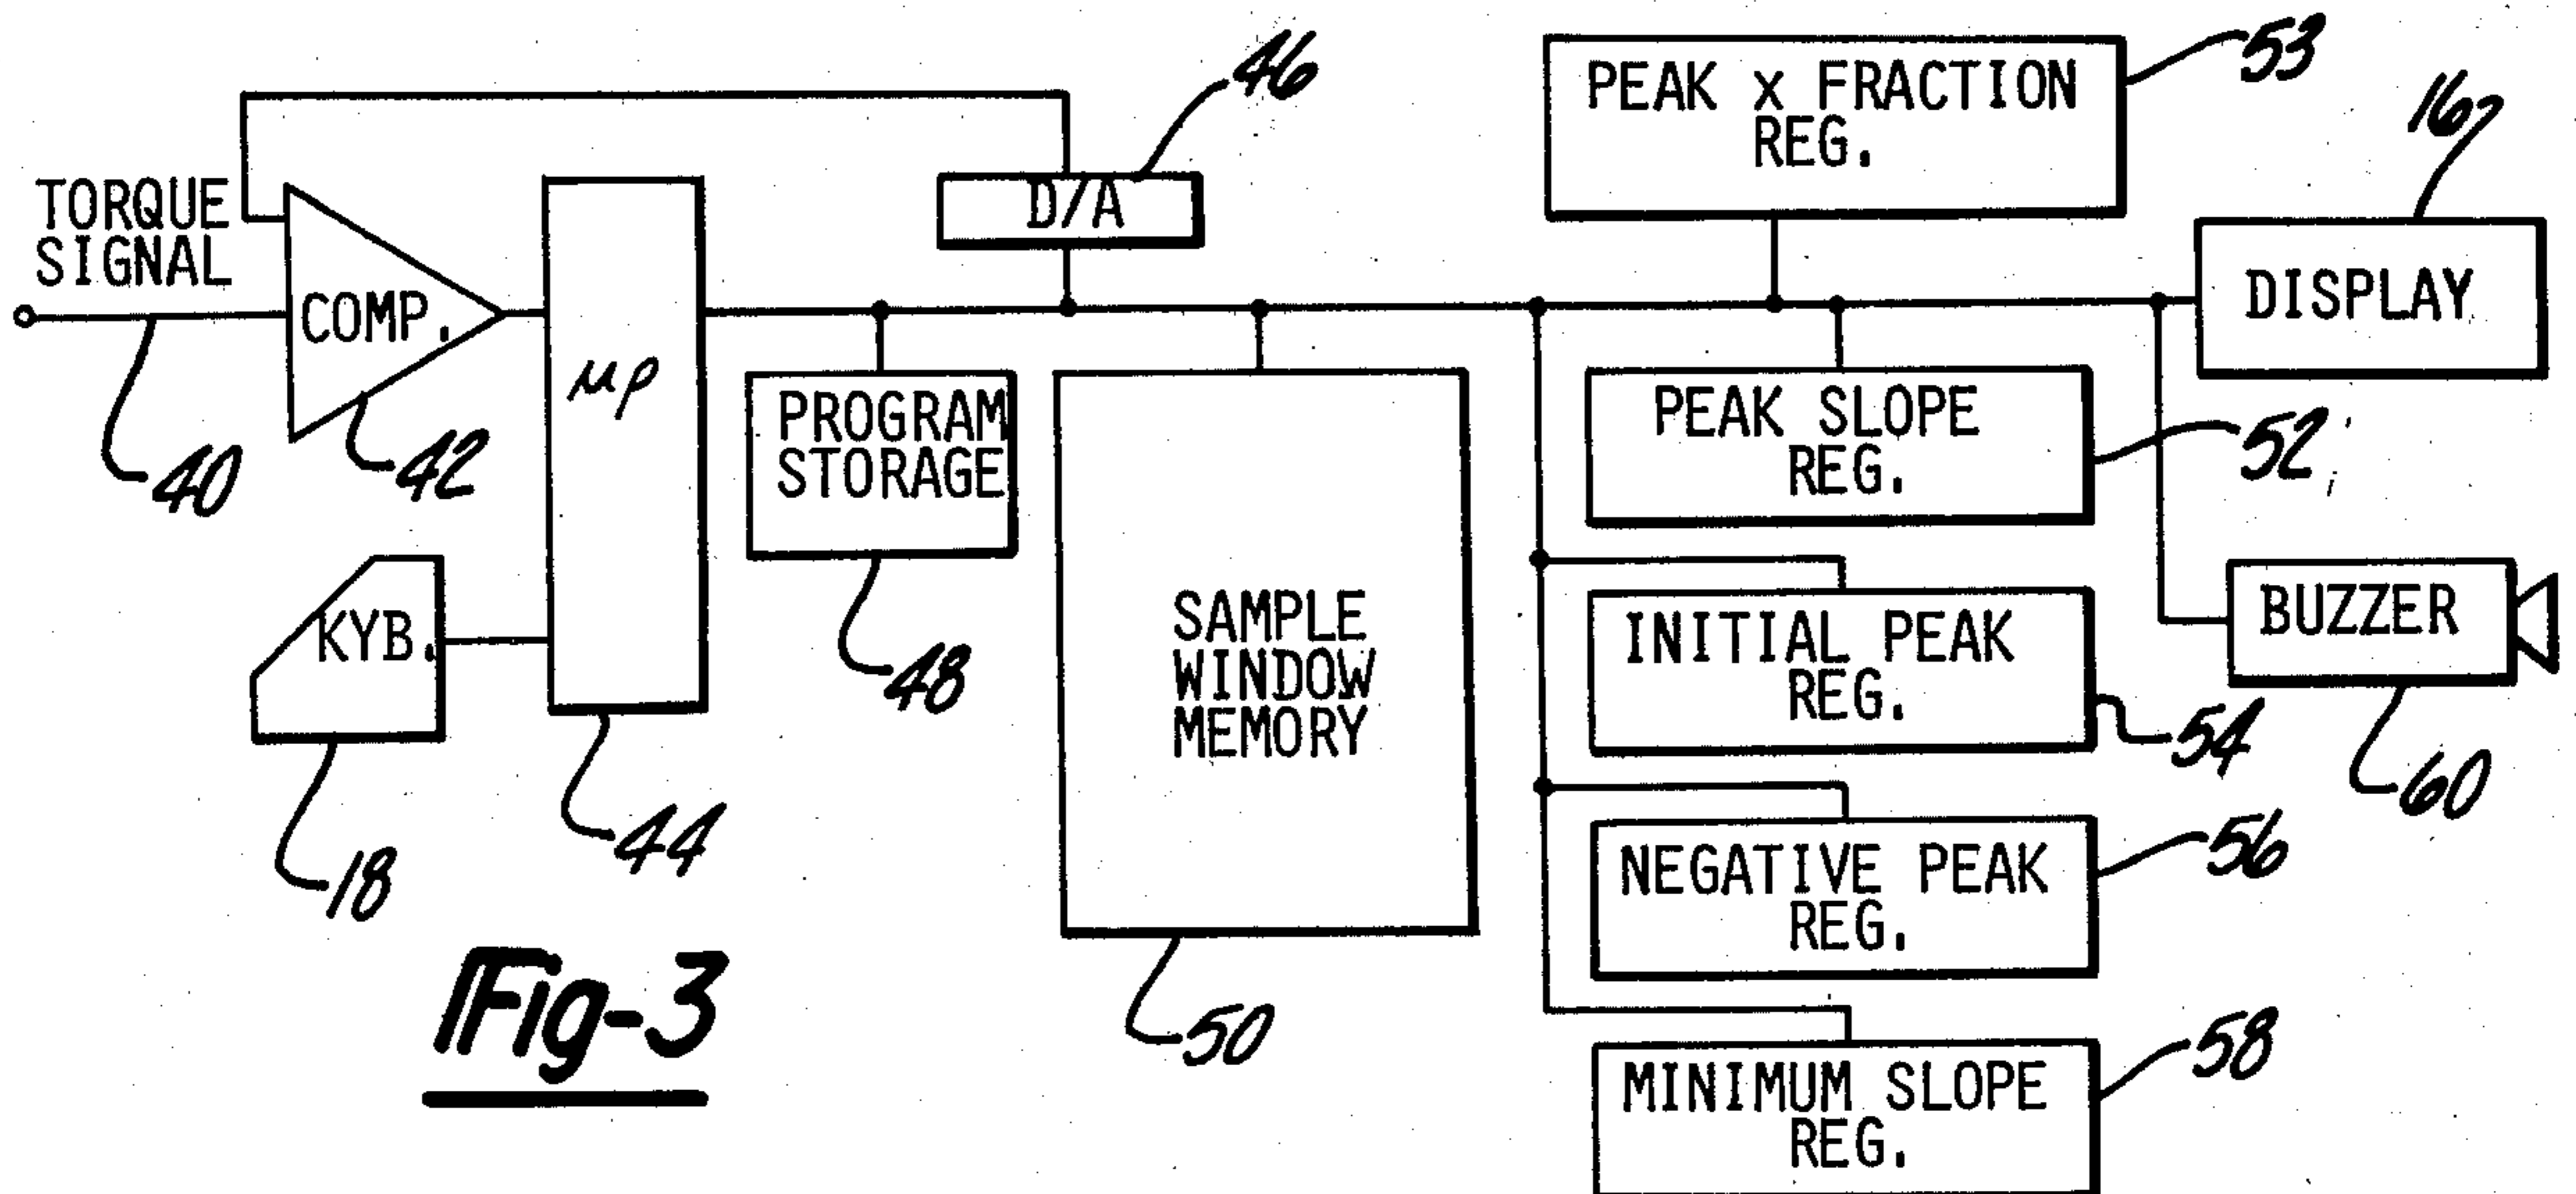 53
PEAK x FRACTION
REG.
46
16
D/A
TORQUE
SIGNAL
COMP.
μp
DISPLAY
PROGRAM
STORAGE
PEAK SLOPE
REG.
40
42
52
KYB.
SAMPLE
WINDOW
MEMORY
INITIAL PEAK
REG.
BUZZER
48
54
60
18
44
NEGATIVE PEAK
REG.
56
Fig-3
50
MINIMUM SLOPE
REG.
58